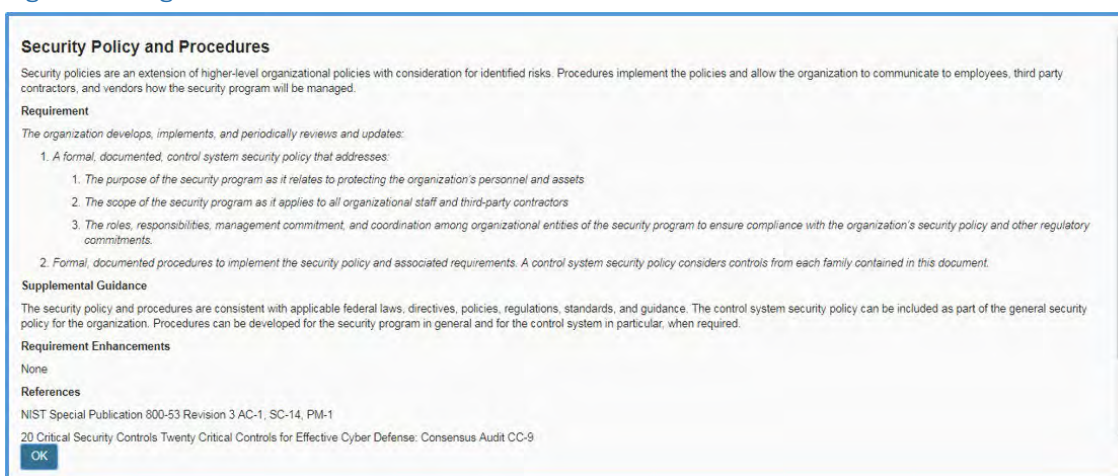 Security Policy and Procedures
Security policies are an extension of higher-level organizational policies with consideration for identified risks. Procedures implement the policies and allow the organization to communicate to employees, third party
contractors, and vendors how the security program will be managed.
Requirement
The organization develops, implements, and periodically reviews and updates:
1. A formal, documented, control system security policy that addresses:
1. The purpose of the security program as it relates to protecting the organization's personnel and assets
2. The scope of the security program as it applies to all organizational staff and third-party contractors
3. The roles, responsibilities, management commitment, and coordination among organizational entities of the security program to ensure compliance with the organization's security policy and other regulatory
commitments.
2. Formal, documented procedures to implement the security policy and associated requirements. A control system security policy considers controls from each family contained in this document.
Supplemental Guidance
The security policy and procedures are consistent with applicable federal laws, directives, policies, regulations, standards, and guidance. The control system security policy can be included as part of the general security
policy for the organization. Procedures can be developed for the security program in general and for the control system in particular, when required.
Requirement Enhancements
None
References
NIST Special Publication 800-53 Revision 3 AC-1, SC-14, PM-1
20 Critical Security Controls Twenty Critical Controls for Effective Cyber Defense: Consensus Audit CC-9
OK